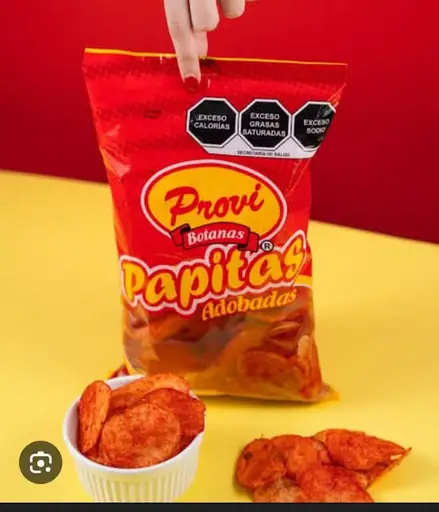 EXCESO
CALORÍAS
EXCESO
GRASAS
SATURADAS
EXCESO
SODIO
SECRETARÍA DE SALUD
Provi
Botanas
®
Papitas
Adobadas